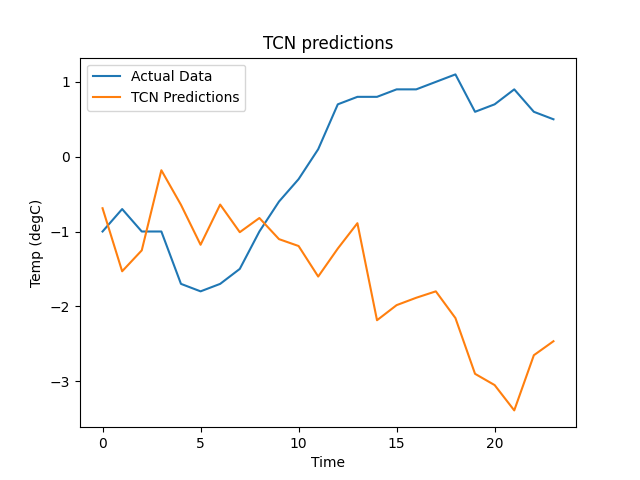 TCN predictions
Actual Data
TCN Predictions
Temp (degC)
1
0
−1
−2
−3
0 5 10 15 20
Time